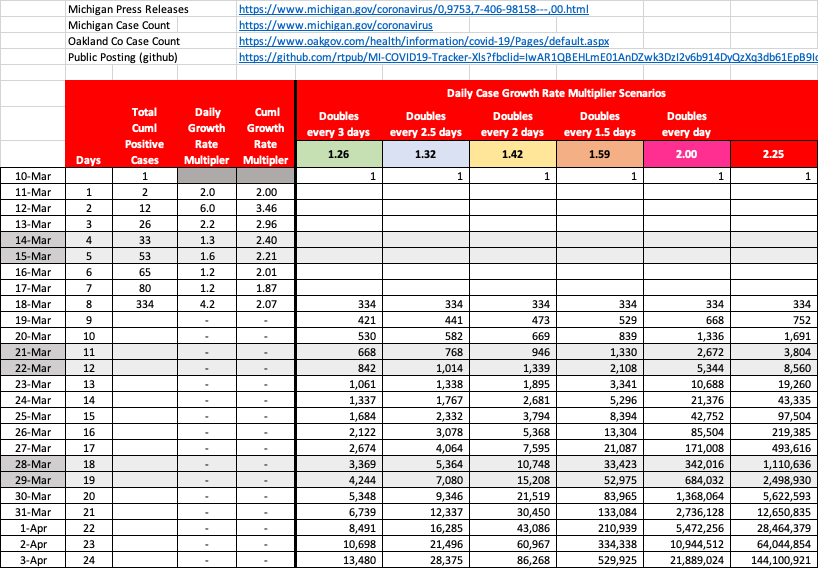 Michigan Press Releases https://www.michigan.gov/coronavirus/0,9753,7-406-98158---,00.html
Michigan Case Count https://www.michigan.gov/coronavirus
Oakland Co Case Count https://www.oakgov.com/health/information/covid-19/Pages/default.aspx
Public Posting (github)
Daily Case Growth Rate Multiplier Scenarios
Days Total Cuml Positive Cases Daily Growth Rate Multipler Cuml Growth Rate Multipler Doubles every 3 days Doubles every 2.5 days Doubles every 2 days Doubles every 1.5 days Doubles every day
1.26 1.32 1.42 1.59 2.00 2.25
10-Mar 1 1 1 1 1 1 1
11-Mar 1 2 2.0 2.00
12-Mar 2 12 6.0 3.46
13-Mar 3 26 2.2 2.96
14-Mar 4 33 1.3 2.40
15-Mar 5 53 1.6 2.21
16-Mar 6 65 1.2 2.01
17-Mar 7 80 1.2 1.87
18-Mar 8 334 4.2 2.07 334 334 334 334 334 334
19-Mar 9 - - 421 441 473 529 668 752
20-Mar 10 - - 530 582 669 839 1,336 1,691
21-Mar 11 - - 668 768 946 1,330 2,672 3,804
22-Mar 12 - - 842 1,014 1,339 2,108 5,344 8,560
23-Mar 13 - - 1,061 1,338 1,895 3,341 10,688 19,260
24-Mar 14 - - 1,337 1,767 2,681 5,296 21,376 43,335
25-Mar 15 - - 1,684 2,332 3,794 8,394 42,752 97,504
26-Mar 16 - - 2,122 3,078 5,368 13,304 85,504 219,385
27-Mar 17 - - 2,674 4,064 7,595 21,087 171,008 493,616
28-Mar 18 - - 3,369 5,364 10,748 33,423 342,016 1,110,636
29-Mar 19 - - 4,244 7,080 15,208 52,975 684,032 2,498,930
30-Mar 20 - - 5,348 9,346 21,519 83,965 1,368,064 5,622,593
31-Mar 21 - - 6,739 12,337 30,450 133,084 2,736,128 12,650,835
1-Apr 22 - - 8,491 16,285 43,086 210,939 5,472,256 28,464,379
2-Apr 23 - - 10,698 21,496 60,967 334,338 10,944,512 64,044,854
3-Apr 24 - - 13,480 28,375 86,268 529,925 21,889,024 144,100,921